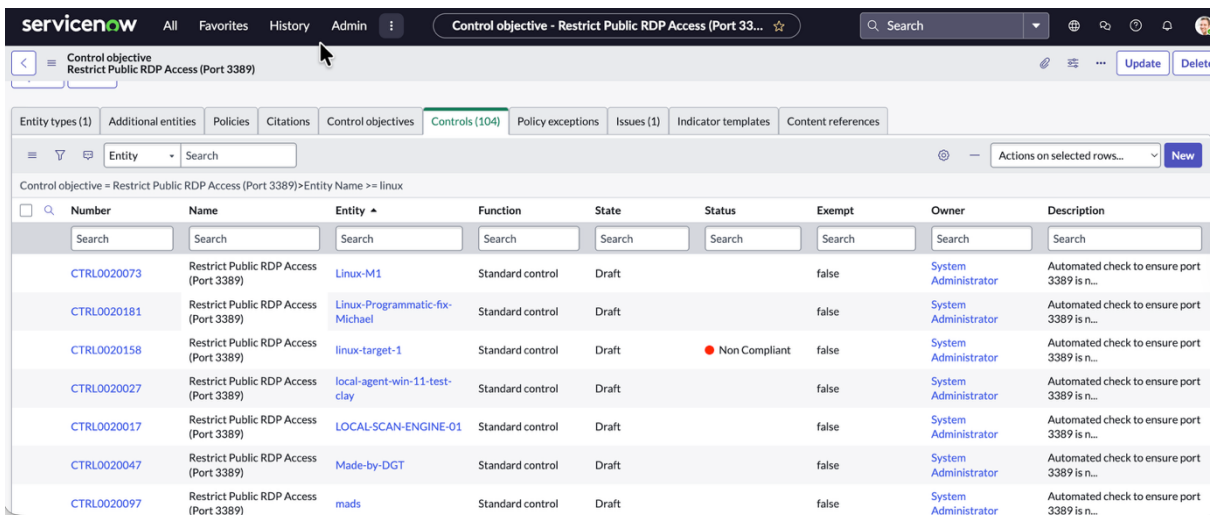 servicenow All Favorites History Admin Control objective - Restrict Public RDP Access (Port 33... Search
Control objective
Restrict Public RDP Access (Port 3389)
Update Delet
Entity types (1) Additional entities Policies Citations Control objectives Controls (104) Policy exceptions Issues (1) Indicator templates Content references
Entity Search Actions on selected rows... New
Control objective = Restrict Public RDP Access (Port 3389)>Entity Name >= linux
Number Name Entity Function State Status Exempt Owner Description
Search Search Search Search Search Search Search Search Search
CTRL0020073 Restrict Public RDP Access (Port 3389) Linux-M1 Standard control Draft false System Administrator Automated check to ensure port 3389 is n...
CTRL0020181 Restrict Public RDP Access (Port 3389) Linux-Programmatic-fix-Michael Standard control Draft false System Administrator Automated check to ensure port 3389 is n...
CTRL0020158 Restrict Public RDP Access (Port 3389) linux-target-1 Standard control Draft Non Compliant false System Administrator Automated check to ensure port 3389 is n...
CTRL0020027 Restrict Public RDP Access (Port 3389) local-agent-win-11-test-clay Standard control Draft false System Administrator Automated check to ensure port 3389 is n...
CTRL0020017 Restrict Public RDP Access (Port 3389) LOCAL-SCAN-ENGINE-01 Standard control Draft false System Administrator Automated check to ensure port 3389 is n...
CTRL0020047 Restrict Public RDP Access (Port 3389) Made-by-DGT Standard control Draft false System Administrator Automated check to ensure port 3389 is n...
CTRL0020097 Restrict Public RDP Access (Port 3389) mads Standard control Draft false System Administrator Automated check to ensure port 3389 is n...